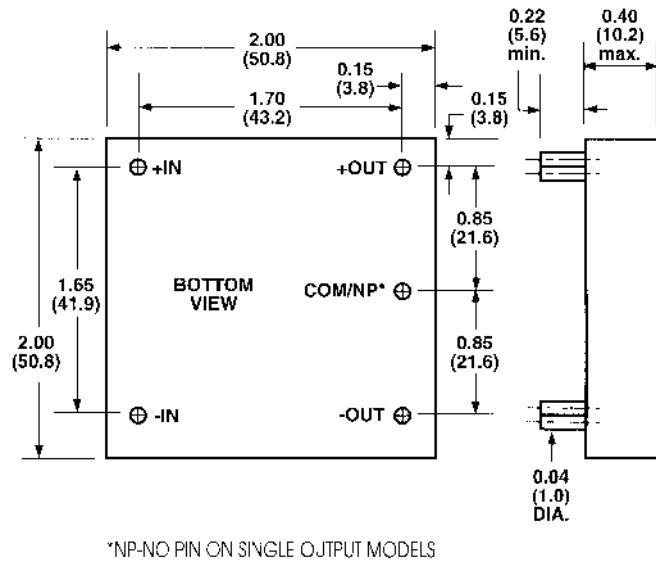 2.00
(50.8)
1.70
(43.2)
0.15
(3.8)
0.15
(3.8)
0.22
(5.6)
min.
0.40
(10.2)
max.
+IN
+OUT
0.85
(21.6)
1.65
(41.9)
BOTTOM
VIEW
COM/NP*
2.00
(50.8)
0.85
(21.6)
-IN
-OUT
0.04
(1.0)
DIA.
*NP-NO PIN ON SINGLE OUTPUT MODELS